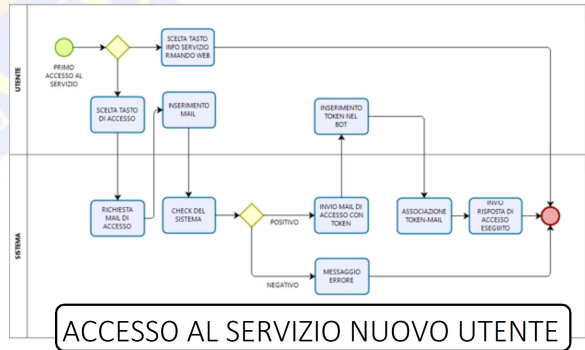 UTENTE
PRIMO
ACCESSO AL
SERVIZIO
SCELTA TASTO
INFO SERVIZIO
RIMANDO WEB
SCELTA TASTO
DI ACCESSO
INSERIMENTO
MAIL
INSERIMENTO
TOKEN NEL
BOT
SISTEMA
RICHIESTA
MAIL DI
ACCESSO
CHECK DEL
SISTEMA
POSITIVO
NEGATIVO
INVIO MAIL DI
ACCESSO CON
TOKEN
MESSAGGIO
ERRORE
ASSOCIAZIONE
TOKEN-MAIL
INVIO
RISPOSTA DI
ACCESSO
ESEGUITO
ACCESSO AL SERVIZIO NUOVO UTENTE